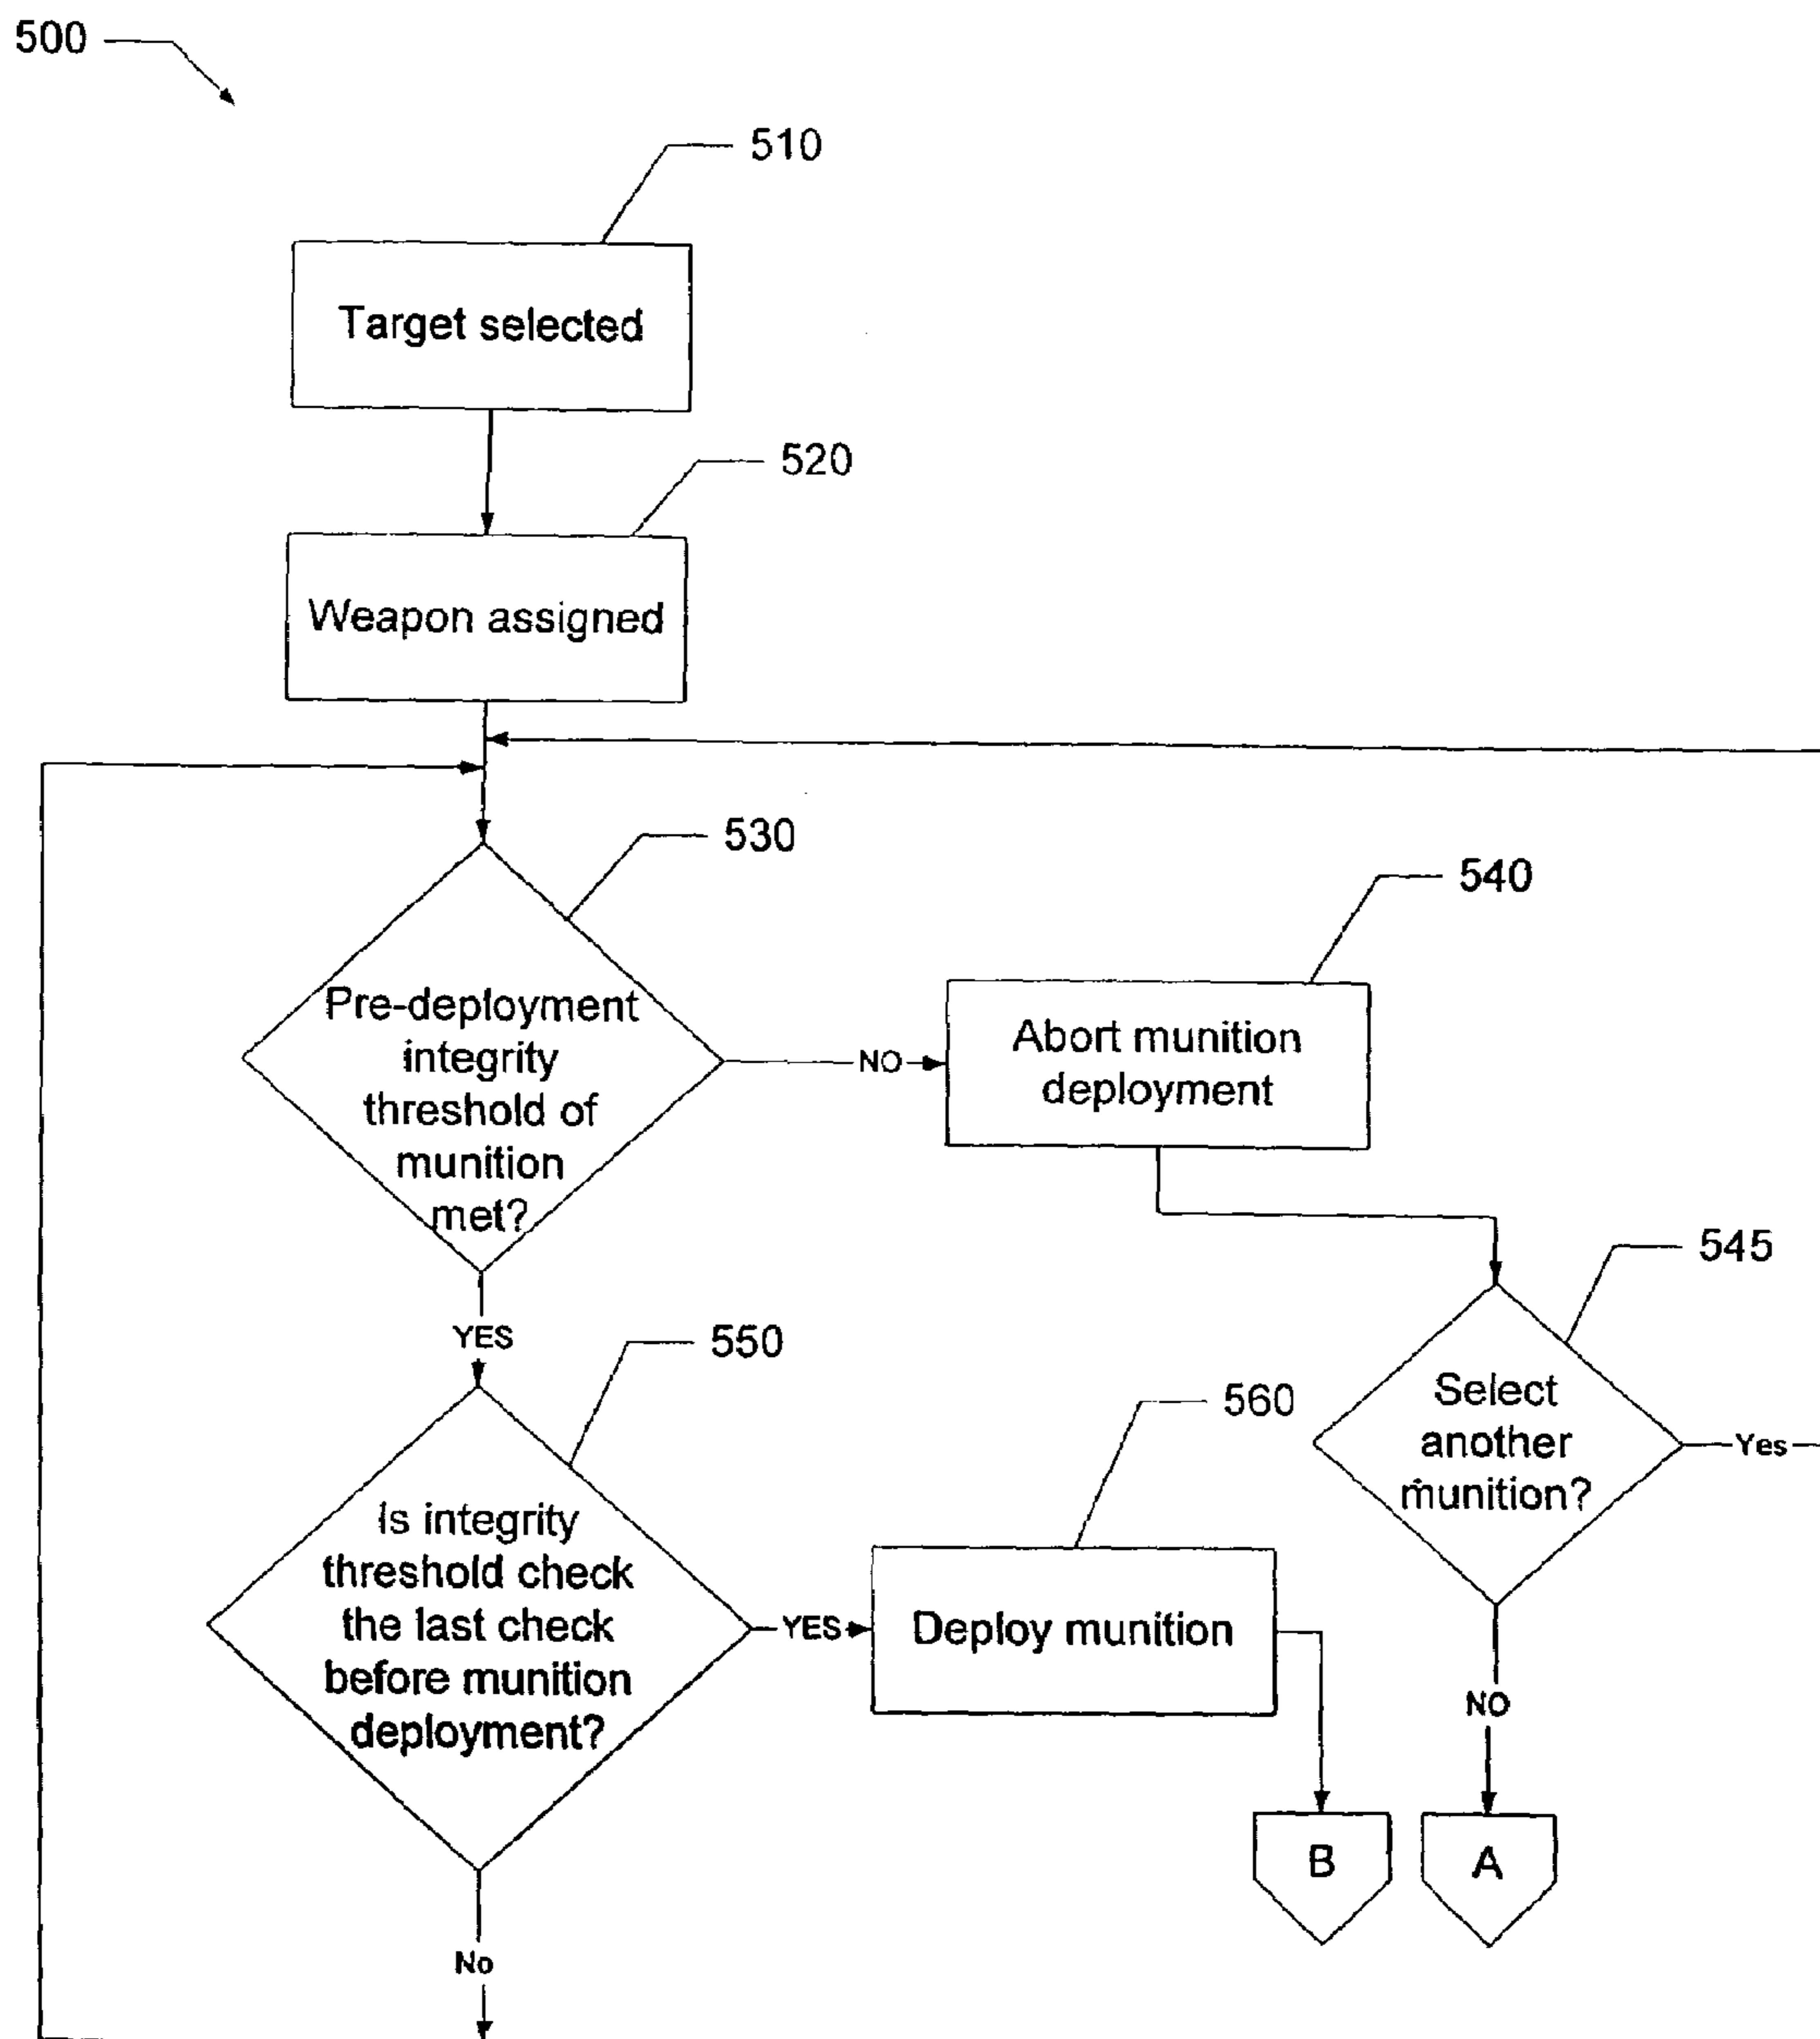 500
510
Target selected
520
Weapon assigned
530
540
Pre-deployment
integrity
threshold of
munition
met?
NO
Abort munition
deployment
545
YES
550
Select
another
munition?
Yes
560
Is integrity
threshold check
the last check
before munition
deployment?
YES
Deploy munition
NO
B
A
No